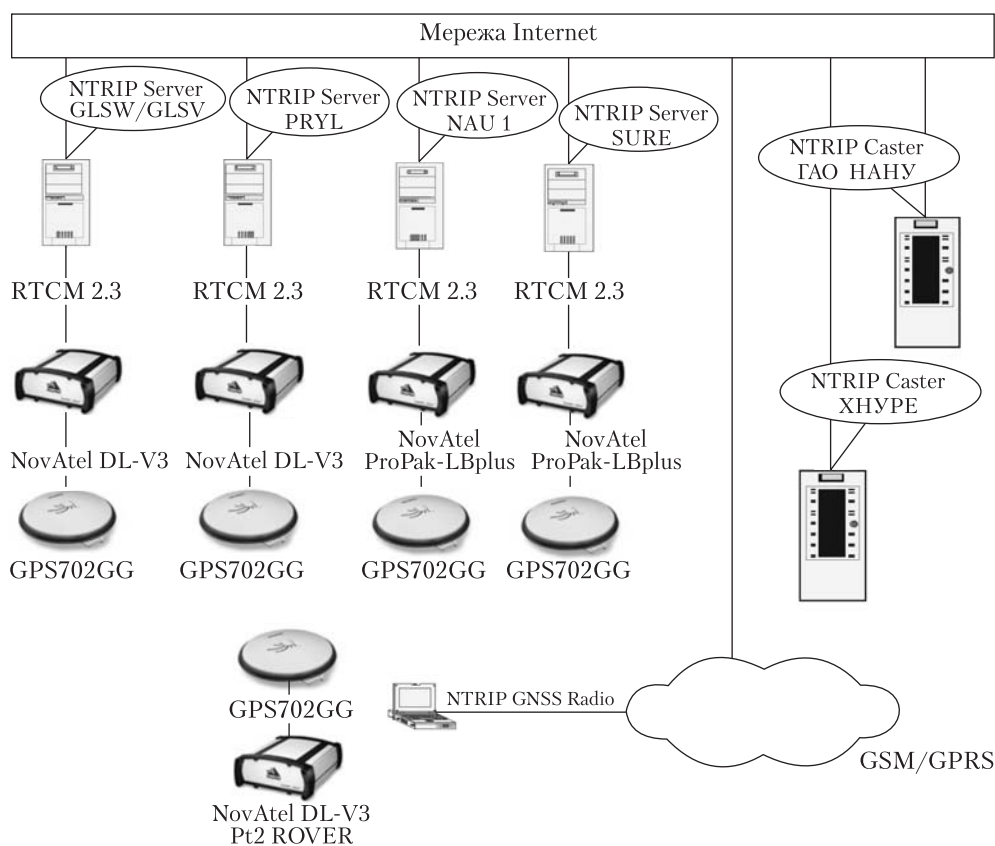 Мережа Internet
NTRIP Server
GLSW/GLSV
NTRIP Server
PRYL
NTRIP Server
NAU 1
NTRIP Server
SURE
NTRIP Caster
ГАО НАНУ
RTCM 2.3
RTCM 2.3
RTCM 2.3
RTCM 2.3
NTRIP Caster
ХНУРЕ
NovAtel DL-V3
NovAtel DL-V3
NovAtel
ProPak-LBplus
NovAtel
ProPak-LBplus
GPS702GG
GPS702GG
GPS702GG
GPS702GG
GPS702GG
NTRIP GNSS Radio
GSM/GPRS
NovAtel DL-V3
Pt2 ROVER